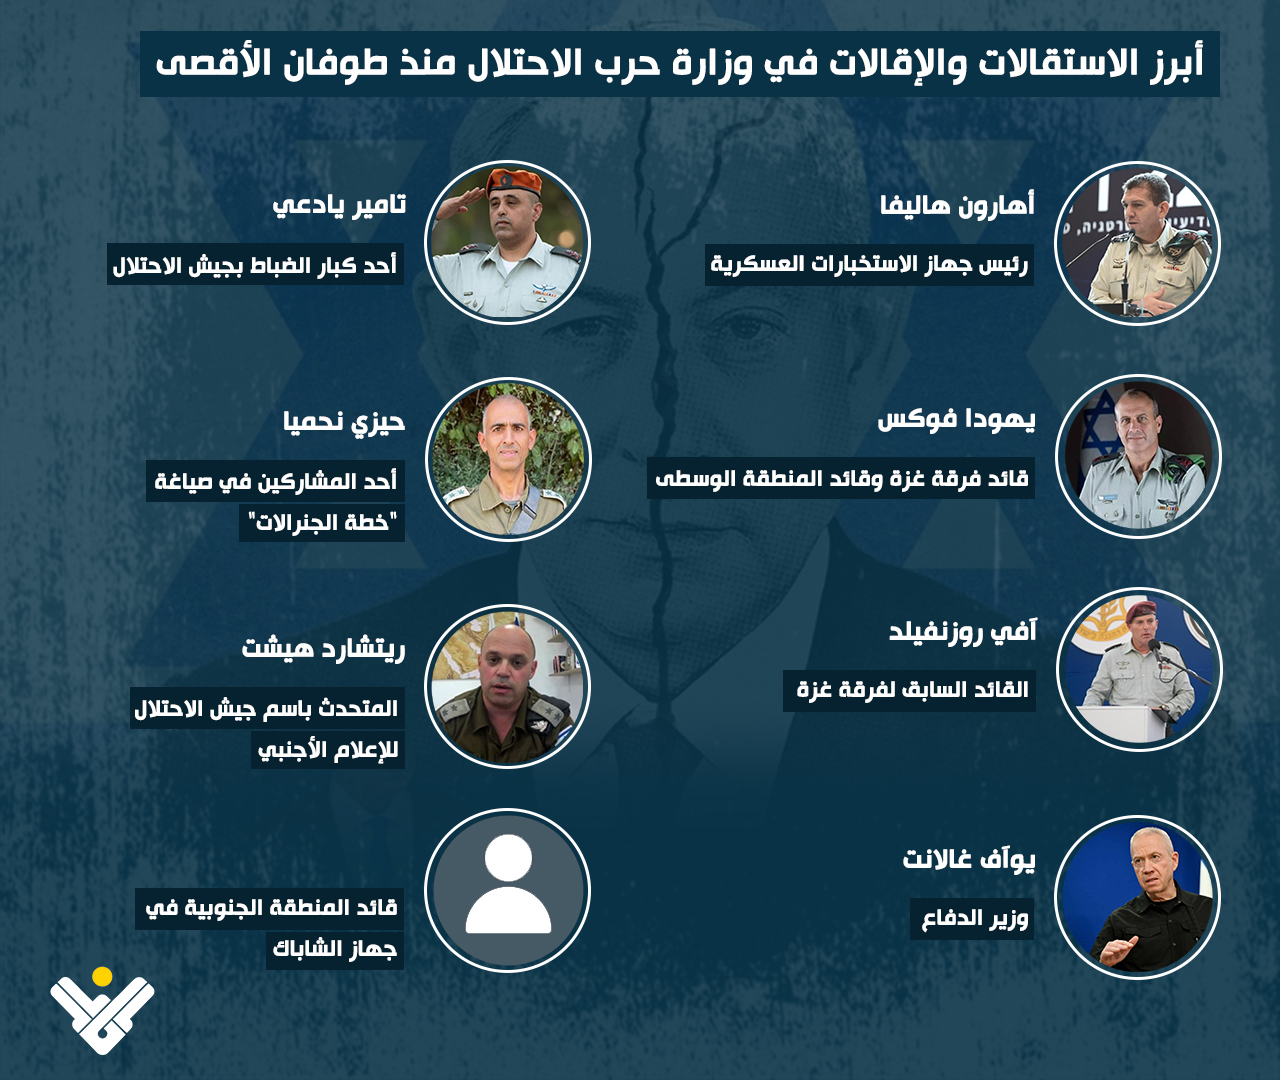 أبرز الاستقالات والإقالات في وزارة حرب الاحتلال منذ طوفان الأقصى
أهارون هاليفا
رئيس جهاز الاستخبارات العسكرية
تامير يادعي
أحد كبار الضباط بجيش الاحتلال
يهودا فوكس
قائد فرقة غزة وقائد المنطقة الوسطى
حيزي نحميا
أحد المشاركين في صياغة
"خطة الجنرالات"
آفي روزنفيلد
القائد السابق لفرقة غزة
ريتشارد هيشت
المتحدث باسم جيش الاحتلال
للإعلام الأجنبي
يوآف غالانت
وزير الدفاع
قائد المنطقة الجنوبية في
جهاز الشاباك